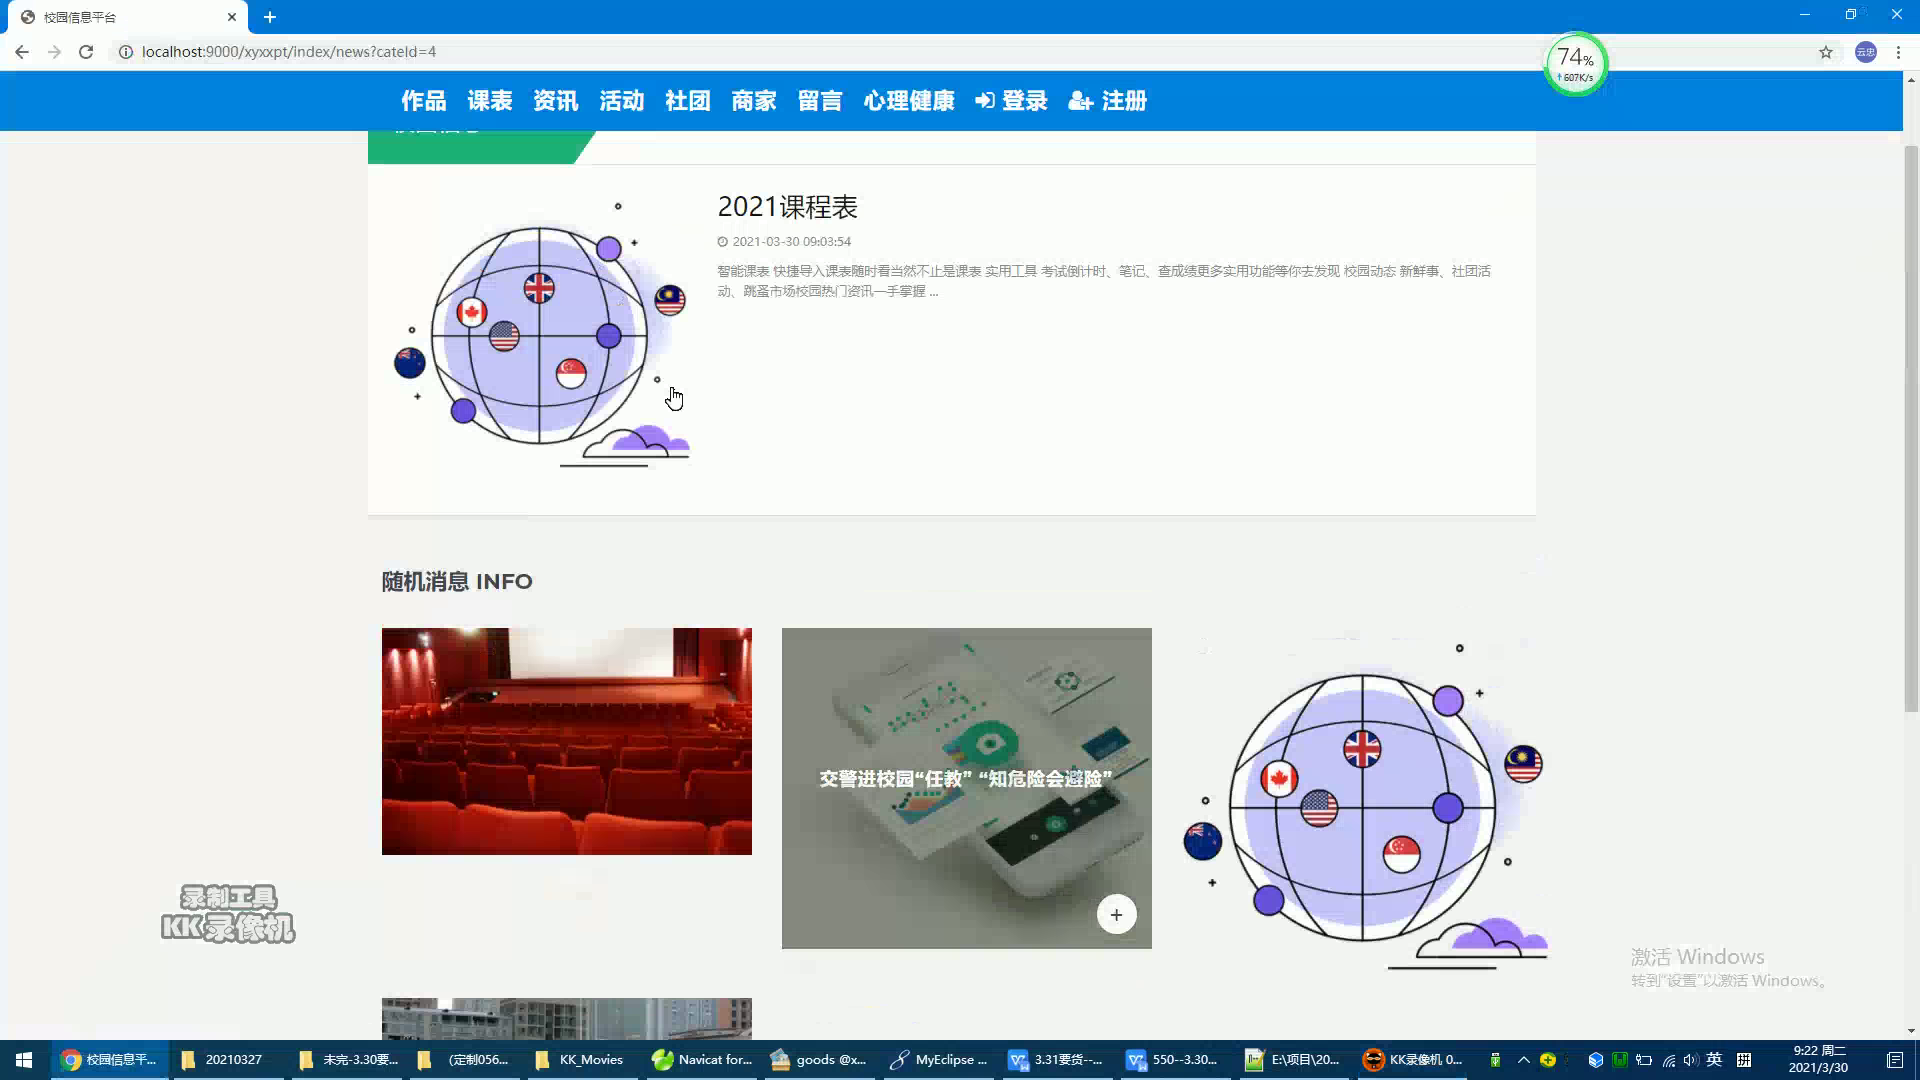 校园信息平台
localhost:9000/xyxxpt/index/news?cateId=4
74%
↑ 607K/s
云忠
作品 课表 资讯 活动 社团 商家 留言 心理健康 登录 注册
2021课程表
2021-03-30 09:03:54
智能课表 快捷导入课表随时看当然不止是课表 实用工具 考试倒计时、笔记、查成绩更多实用功能等你去发现 校园动态 新鲜事、社团活
动、跳蚤市场校园热门资讯一手掌握 ...
随机消息 INFO
交警进校园“任教” “知危险会避险”
录制工具
KK录像机
激活 Windows
转到“设置”以激活 Windows。
校园信息平... 20210327 未完-3.30要... (定制056... KK_Movies Navicat for... goods @x... MyEclipse ... 3.31要货--... 550--3.30... E:\项目\20... KK录像机 0... 英 拼
9:22 周二
2021/3/30